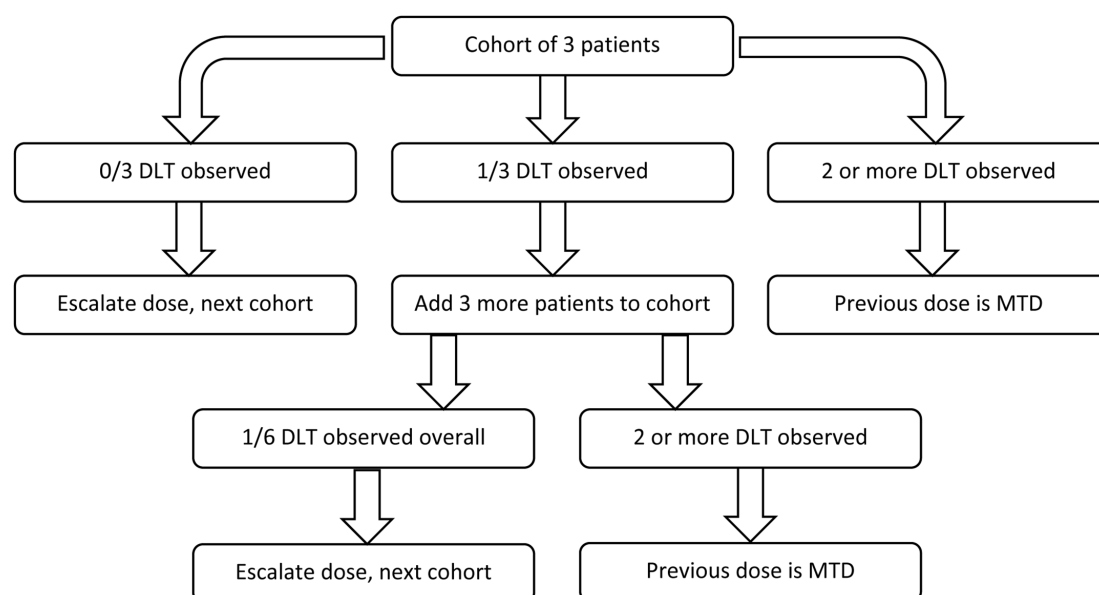 Cohort of 3 patients
0/3 DLT observed
1/3 DLT observed
2 or more DLT observed
Escalate dose, next cohort
Add 3 more patients to cohort
Previous dose is MTD
1/6 DLT observed overall
2 or more DLT observed
Escalate dose, next cohort
Previous dose is MTD